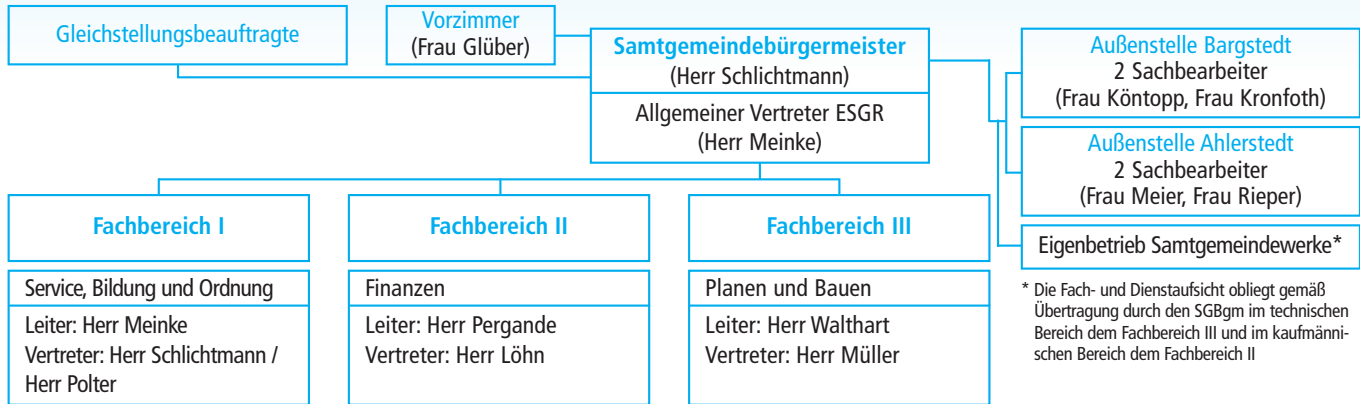 Gleichstellungsbeauftragte
Vorzimmer
(Frau Glüber)
Samtgemeindebürgermeister
(Herr Schlichtmann)
Allgemeiner Vertreter ESGR
(Herr Meinke)
Außenstelle Bargstedt
2 Sachbearbeiter
(Frau Köntopp, Frau Kronfoth)
Außenstelle Ahlerstedt
2 Sachbearbeiter
(Frau Meier, Frau Rieper)
Eigenbetrieb Samtgemeindewerke*
* Die Fach- und Dienstaufsicht obliegt gemäß
Übertragung durch den SGBgm im technischen
Bereich dem Fachbereich III und im kaufmänni-
schen Bereich dem Fachbereich II
Fachbereich I
Service, Bildung und Ordnung
Leiter: Herr Meinke
Vertreter: Herr Schlichtmann /
Herr Polter
Fachbereich II
Finanzen
Leiter: Herr Pergande
Vertreter: Herr Löhn
Fachbereich III
Planen und Bauen
Leiter: Herr Walthart
Vertreter: Herr Müller